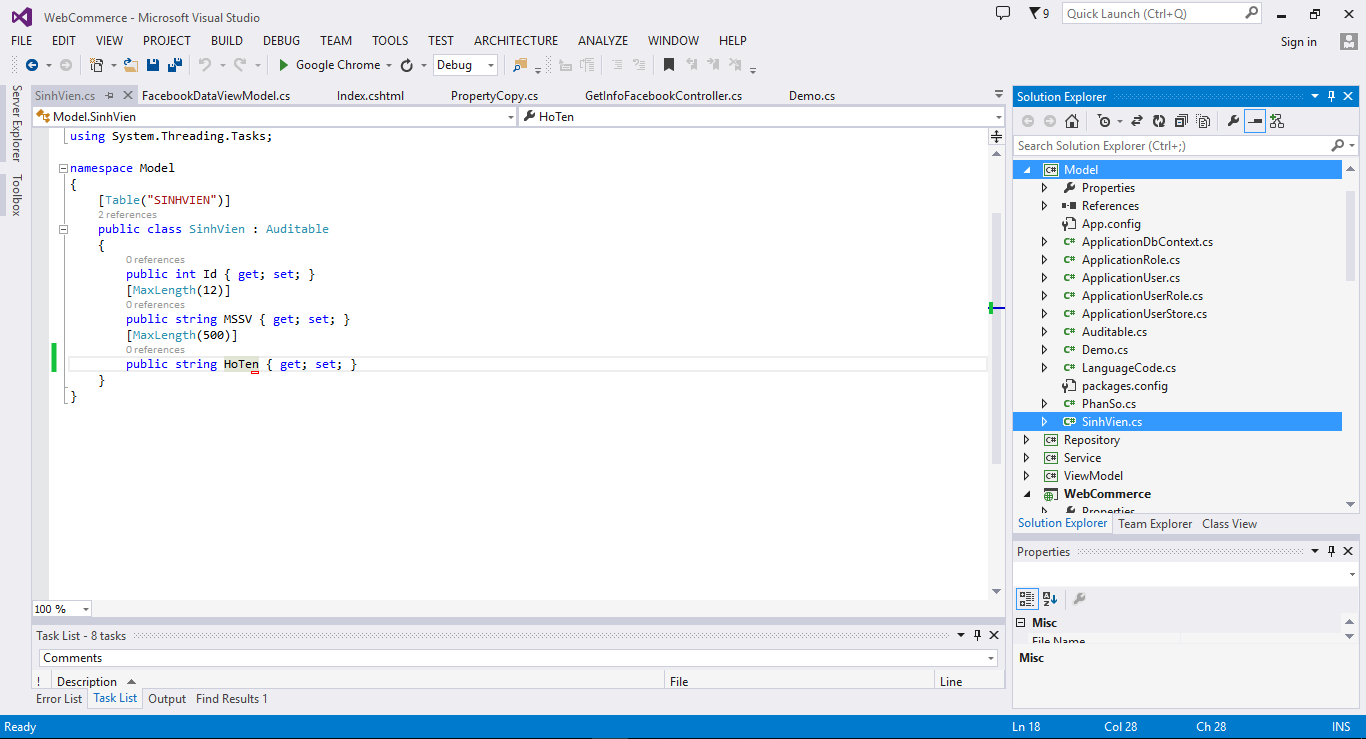 WebCommerce - Microsoft Visual Studio
9
Quick Launch (Ctrl+Q)
FILE EDIT VIEW PROJECT BUILD DEBUG TEAM TOOLS TEST ARCHITECTURE ANALYZE WINDOW HELP
Sign in
Google Chrome
Debug
Server Explorer
Toolbox
SinhVien.cs
FacebookDataViewModel.cs
Index.cshtml
PropertyCopy.cs
GetInfoFacebookController.cs
Demo.cs
Model.SinhVien
HoTen
using System.Threading.Tasks;
namespace Model
{
[Table("SINHVIEN")]
2 references
public class SinhVien : Auditable
{
0 references
public int Id { get; set; }
[MaxLength(12)]
0 references
public string MSSV { get; set; }
[MaxLength(500)]
0 references
public string HoTen { get; set; }
}
}
100 %
Task List - 8 tasks
Comments
! Description File Line
Error List Task List Output Find Results 1
Solution Explorer
Search Solution Explorer (Ctrl+;)
C# Model
Properties
References
App.config
C# ApplicationDbContext.cs
C# ApplicationRole.cs
C# ApplicationUser.cs
C# ApplicationUserRole.cs
C# ApplicationUserStore.cs
C# Auditable.cs
C# Demo.cs
C# LanguageCode.cs
packages.config
C# PhanSo.cs
C# SinhVien.cs
C# Repository
C# Service
C# ViewModel
WebCommerce
Properties
Solution Explorer Team Explorer Class View
Properties
Misc
File Name
Misc
Ready
Ln 18 Col 28 Ch 28 INS